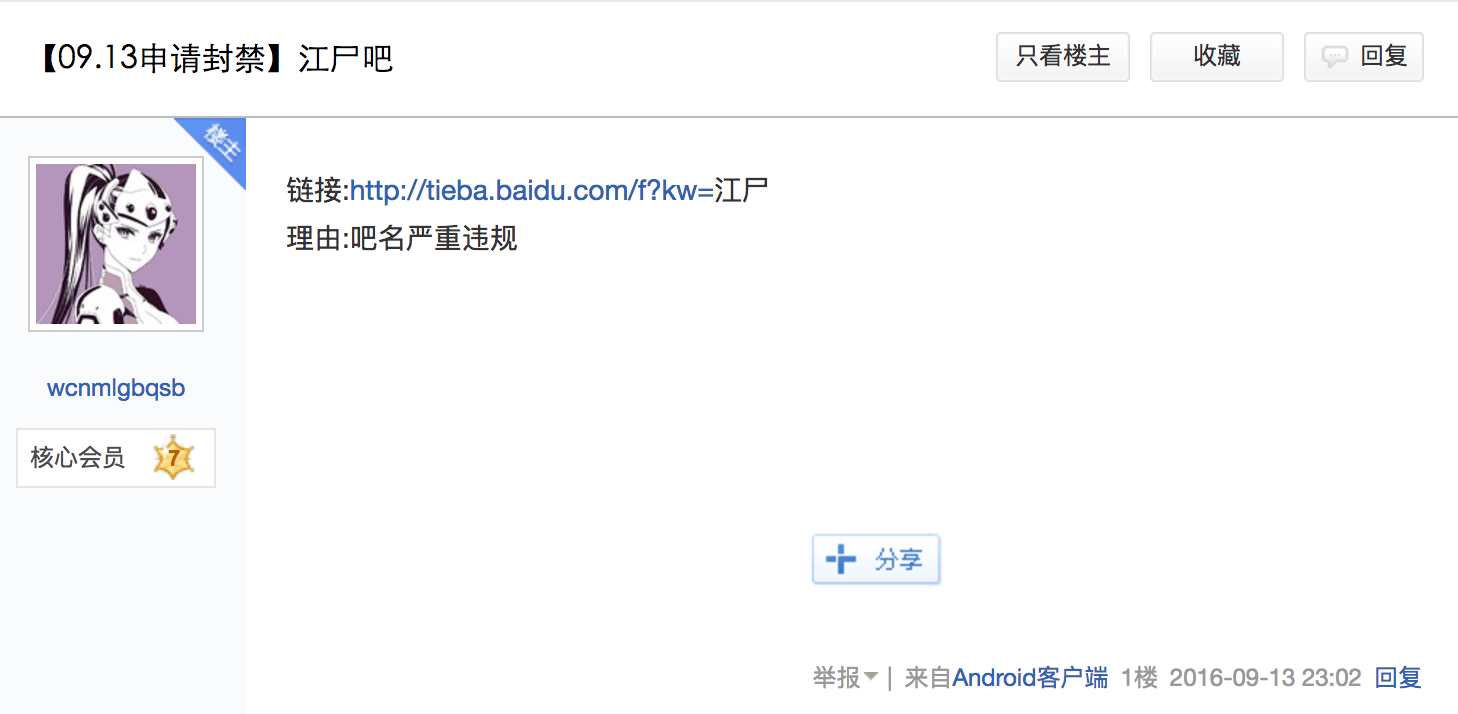 【09.13申请封禁】江尸吧
只看楼主
收藏
回复
楼主
链接:http://tieba.baidu.com/f?kw=江尸
理由:吧名严重违规
wcnmlgbqsb
核心会员 7
分享
举报 | 来自Android客户端 1楼 2016-09-13 23:02 回复